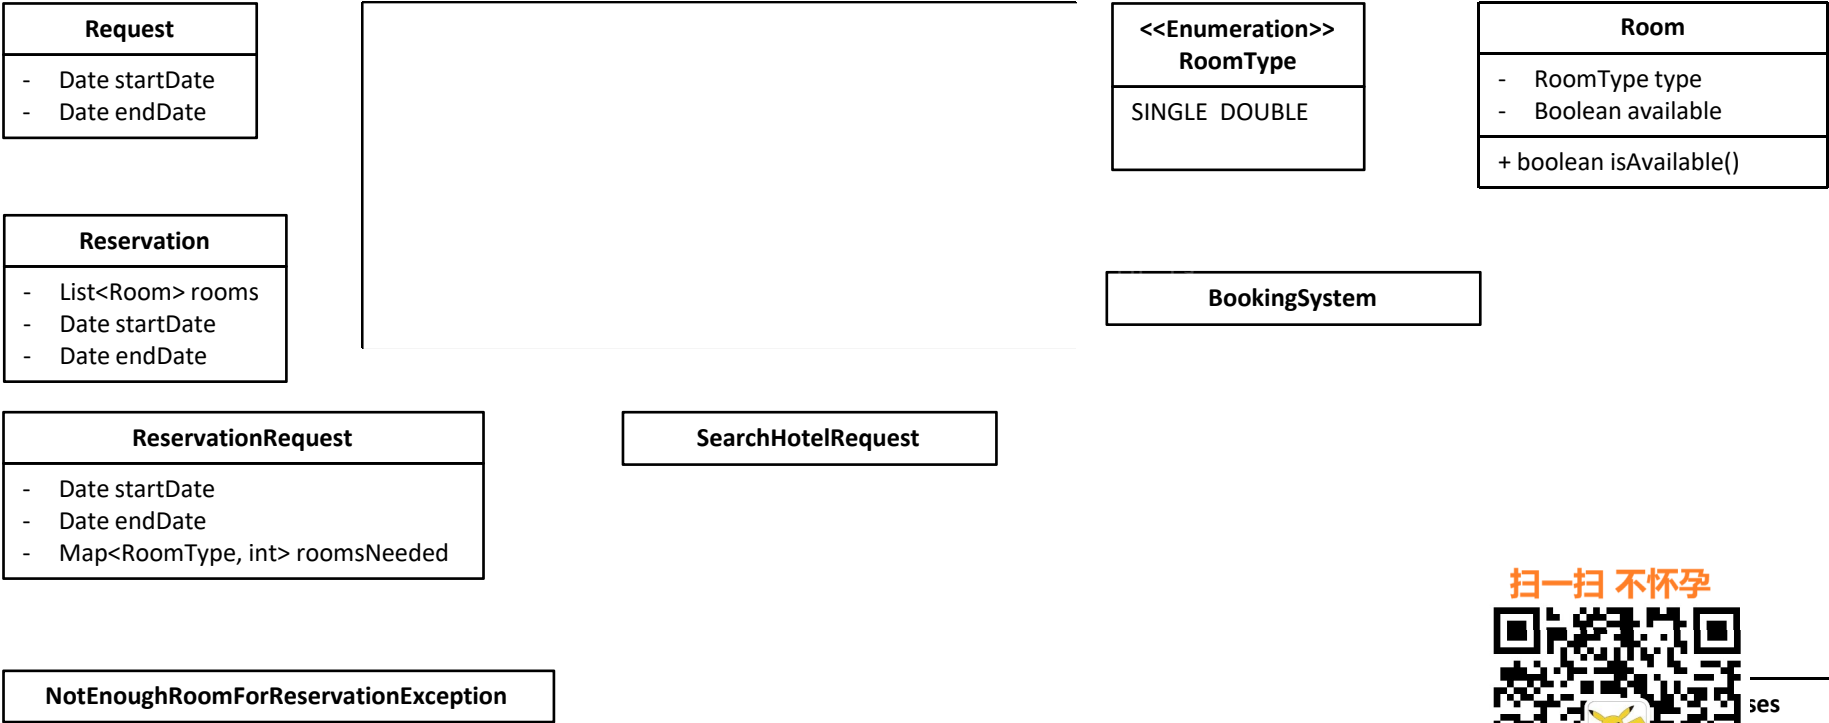 Request
- Date startDate
- Date endDate
<<Enumeration>>
RoomType
SINGLE DOUBLE
Room
- RoomType type
- Boolean available
+ boolean isAvailable()
Reservation
- List<Room> rooms
- Date startDate
- Date endDate
BookingSystem
ReservationRequest
- Date startDate
- Date endDate
- Map<RoomType, int> roomsNeeded
SearchHotelRequest
扫一扫 不怀孕
NotEnoughRoomForReservationException
ses